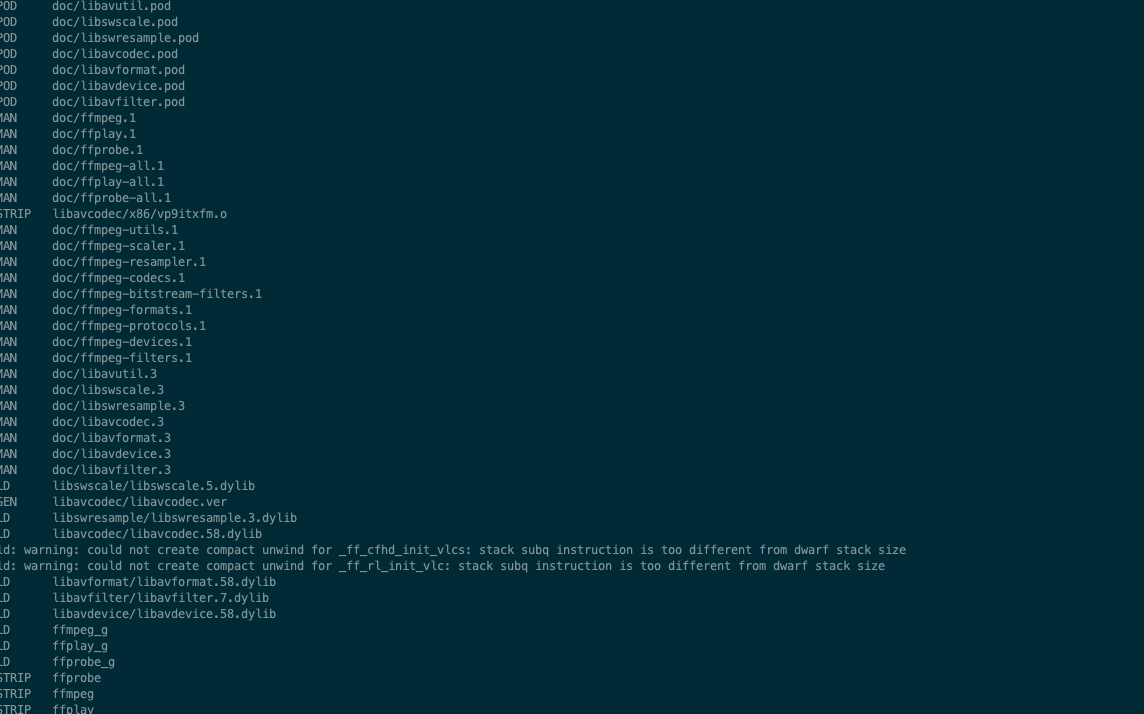 POD doc/libavutil.pod
POD doc/libswscale.pod
POD doc/libswresample.pod
POD doc/libavcodec.pod
POD doc/libavformat.pod
POD doc/libavdevice.pod
POD doc/libavfilter.pod
MAN doc/ffmpeg.1
MAN doc/ffplay.1
MAN doc/ffprobe.1
MAN doc/ffmpeg-all.1
MAN doc/ffplay-all.1
MAN doc/ffprobe-all.1
STRIP libavcodec/x86/vp9itxfm.o
MAN doc/ffmpeg-utils.1
MAN doc/ffmpeg-scaler.1
MAN doc/ffmpeg-resampler.1
MAN doc/ffmpeg-codecs.1
MAN doc/ffmpeg-bitstream-filters.1
MAN doc/ffmpeg-formats.1
MAN doc/ffmpeg-protocols.1
MAN doc/ffmpeg-devices.1
MAN doc/ffmpeg-filters.1
MAN doc/libavutil.3
MAN doc/libswscale.3
MAN doc/libswresample.3
MAN doc/libavcodec.3
MAN doc/libavformat.3
MAN doc/libavdevice.3
MAN doc/libavfilter.3
LD libswscale/libswscale.5.dylib
GEN libavcodec/libavcodec.ver
LD libswresample/libswresample.3.dylib
LD libavcodec/libavcodec.58.dylib
ld: warning: could not create compact unwind for _ff_cfhd_init_vlcs: stack subq instruction is too different from dwarf stack size
ld: warning: could not create compact unwind for _ff_rl_init_vlc: stack subq instruction is too different from dwarf stack size
LD libavformat/libavformat.58.dylib
LD libavfilter/libavfilter.7.dylib
LD libavdevice/libavdevice.58.dylib
LD ffmpeg_g
LD ffplay_g
LD ffprobe_g
STRIP ffprobe
STRIP ffmpeg
STRIP ffplay